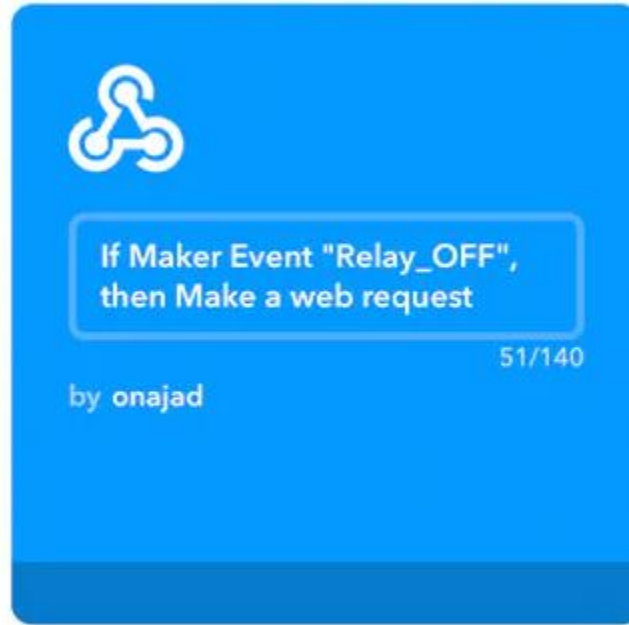 If Maker Event "Relay_OFF",
then Make a web request
51/140
by onajad